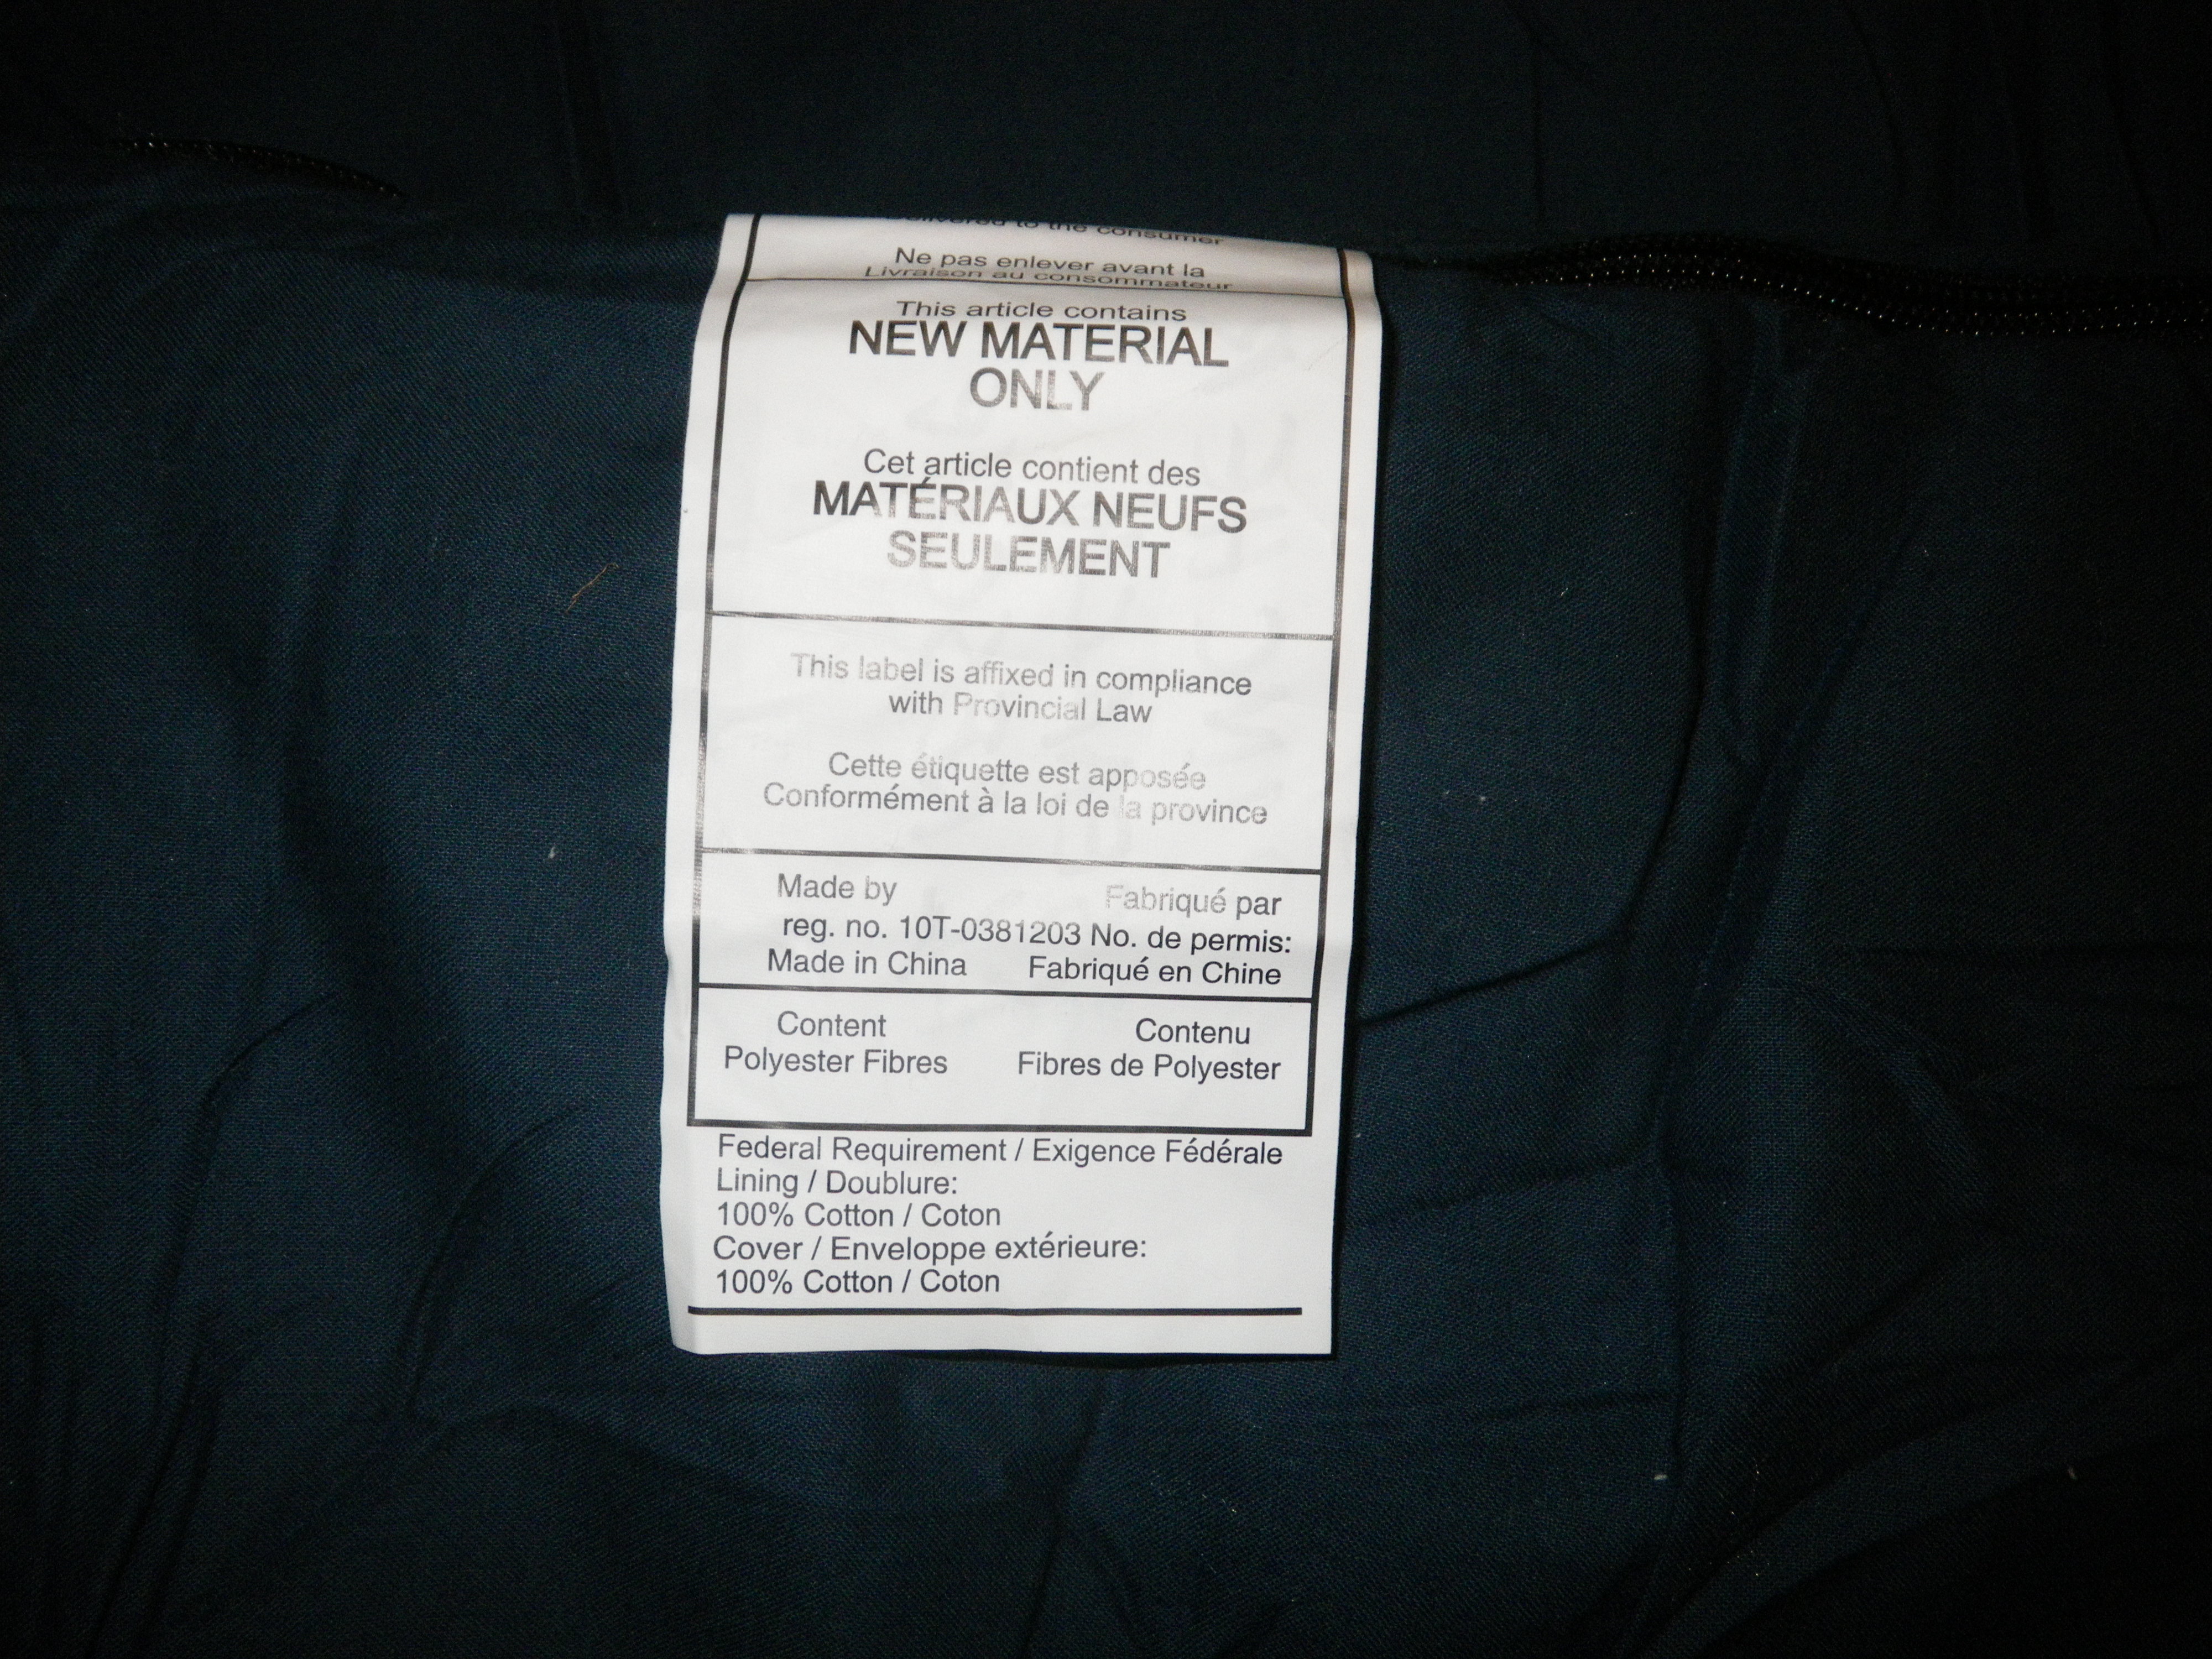 Delivered to the consumer
Ne pas enlever avant la
Livraison au consommateur
This article contains
NEW MATERIAL
ONLY
Cet article contient des
MATÉRIAUX NEUFS
SEULEMENT
This label is affixed in compliance
with Provincial Law
Cette étiquette est apposée
Conformément à la loi de la province
Made by Fabriqué par
reg. no. 10T-0381203 No. de permis:
Made in China Fabriqué en Chine
Content Contenu
Polyester Fibres Fibres de Polyester
Federal Requirement / Exigence Fédérale
Lining / Doublure:
100% Cotton / Coton
Cover / Enveloppe extérieure:
100% Cotton / Coton